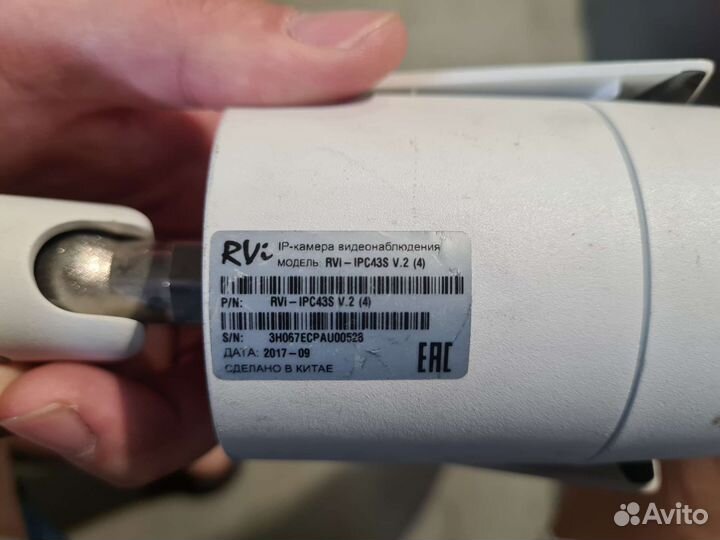 RVi
IP-камера видеонаблюдения
МОДЕЛЬ: RVi – IPC43S V.2 (4)
P/N: RVi – IPC43S V.2 (4)
S/N: 3H067ECPAU00528
ДАТА: 2017–09
СДЕЛАНО В КИТАЕ
EAC
Avito